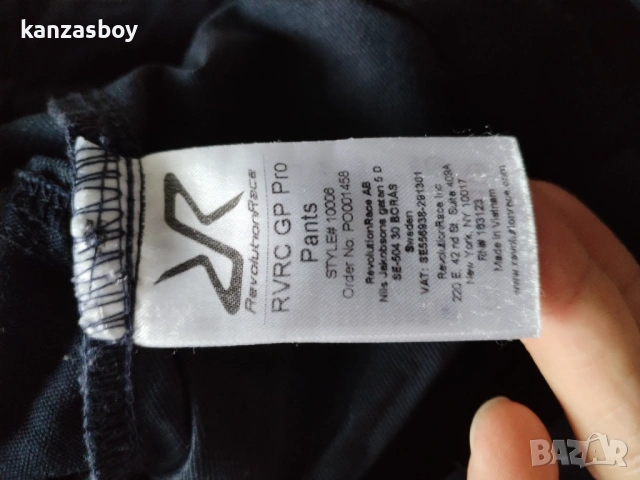 kanzasboy
RevolutionRace
RVRC GP Pro
Pants
STYLE# 10006
Order No. PO001458
RevolutionRace AB
Nils Jakobsons gatan 5 D
SE-504 30 BORÅS
Sweden
VAT: SE556938-291301
RevolutionRace Inc
220 E. 42 nd St. Suite 409A
New York, NY 10017
RN# 163123
Made in Vietnam
www.revolutionrace.com
BAZAR